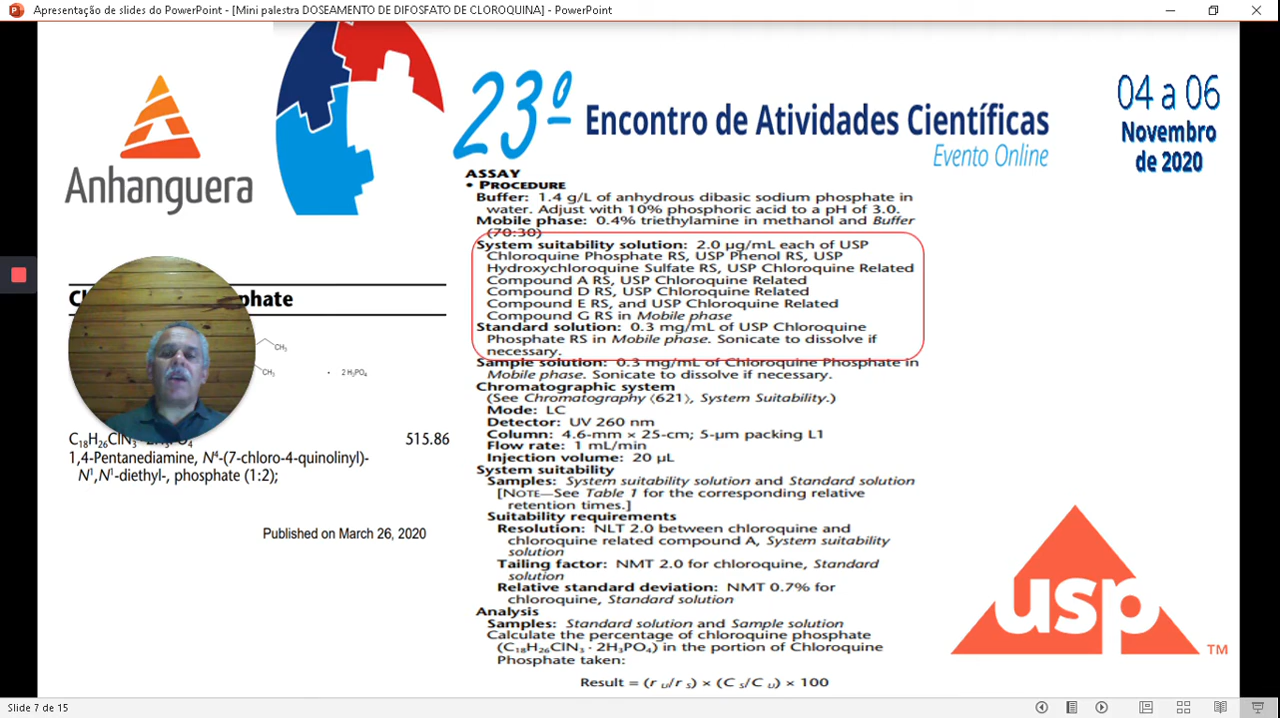 Apresentação de slides do PowerPoint - [Mini palestra DOSEAMENTO DE DIFOSFATO DE CLOROQUINA] - PowerPoint
Anhanguera
23º Encontro de Atividades Científicas
Evento Online
04 a 06
Novembro
de 2020
phate
CH₃
CH₃
· 2 H₃PO₄
C₁₈H₂₆ClN₃ 515.86
1,4-Pentanediamine, N⁴-(7-chloro-4-quinolinyl)-
N¹,N¹-diethyl-, phosphate (1:2);
Published on March 26, 2020
ASSAY
• PROCEDURE
Buffer: 1.4 g/L of anhydrous dibasic sodium phosphate in
water. Adjust with 10% phosphoric acid to a pH of 3.0.
Mobile phase: 0.4% triethylamine in methanol and Buffer
(70:30)
System suitability solution: 2.0 µg/mL each of USP
Chloroquine Phosphate RS, USP Phenol RS, USP
Hydroxychloroquine Sulfate RS, USP Chloroquine Related
Compound A RS, USP Chloroquine Related
Compound D RS, USP Chloroquine Related
Compound E RS, and USP Chloroquine Related
Compound G RS in Mobile phase
Standard solution: 0.3 mg/mL of USP Chloroquine
Phosphate RS in Mobile phase. Sonicate to dissolve if
necessary.
Sample solution: 0.3 mg/mL of Chloroquine Phosphate in
Mobile phase. Sonicate to dissolve if necessary.
Chromatographic system
(See Chromatography ⟨621⟩, System Suitability.)
Mode: LC
Detector: UV 260 nm
Column: 4.6-mm × 25-cm; 5-µm packing L1
Flow rate: 1 mL/min
Injection volume: 20 µL
System suitability
Samples: System suitability solution and Standard solution
[NOTE—See Table 1 for the corresponding relative
retention times.]
Suitability requirements
Resolution: NLT 2.0 between chloroquine and
chloroquine related compound A, System suitability
solution
Tailing factor: NMT 2.0 for chloroquine, Standard
solution
Relative standard deviation: NMT 0.7% for
chloroquine, Standard solution
Analysis
Samples: Standard solution and Sample solution
Calculate the percentage of chloroquine phosphate
(C₁₈H₂₆ClN₃ · 2H₃PO₄) in the portion of Chloroquine
Phosphate taken:
Result = (r U/r S) × (C S/C U) × 100
usp
TM
Slide 7 de 15